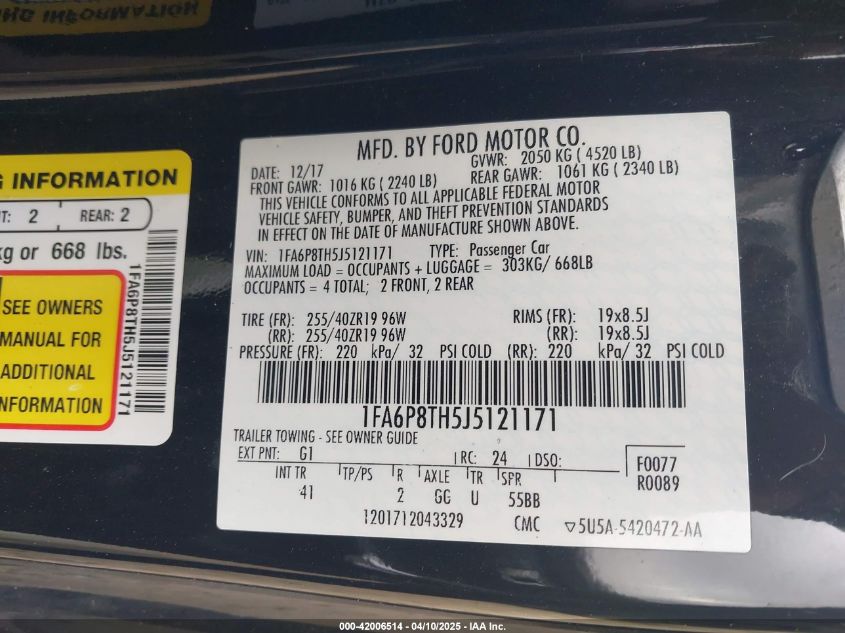 G INFORMATION
NT: 2 REAR: 2
kg or 668 lbs.
SEE OWNERS
MANUAL FOR
ADDITIONAL
INFORMATION
1FA6P8TH5J5121171
MFD. BY FORD MOTOR CO.
DATE: 12/17 GVWR: 2050 KG ( 4520 LB)
FRONT GAWR: 1016 KG ( 2240 LB) REAR GAWR: 1061 KG ( 2340 LB)
THIS VEHICLE CONFORMS TO ALL APPLICABLE FEDERAL MOTOR
VEHICLE SAFETY, BUMPER, AND THEFT PREVENTION STANDARDS
IN EFFECT ON THE DATE OF MANUFACTURE SHOWN ABOVE.
VIN: 1FA6P8TH5J5121171 TYPE: Passenger Car
MAXIMUM LOAD = OCCUPANTS + LUGGAGE = 303KG/ 668LB
OCCUPANTS = 4 TOTAL; 2 FRONT, 2 REAR
TIRE (FR): 255/40ZR19 96W RIMS (FR): 19x8.5J
(RR): 255/40ZR19 96W (RR): 19x8.5J
PRESSURE (FR): 220 kPa/ 32 PSI COLD (RR): 220 kPa/ 32 PSI COLD
1FA6P8TH5J5121171
TRAILER TOWING - SEE OWNER GUIDE
EXT PNT: G1 RC: 24 DSO:
F0077
R0089
INT TR TP/PS R AXLE TR SPR
41 2 GG U 55BB
1201712043329 CMC ▽5U5A-5420472-AA
000-42006514 - 04/10/2025 - IAA Inc.